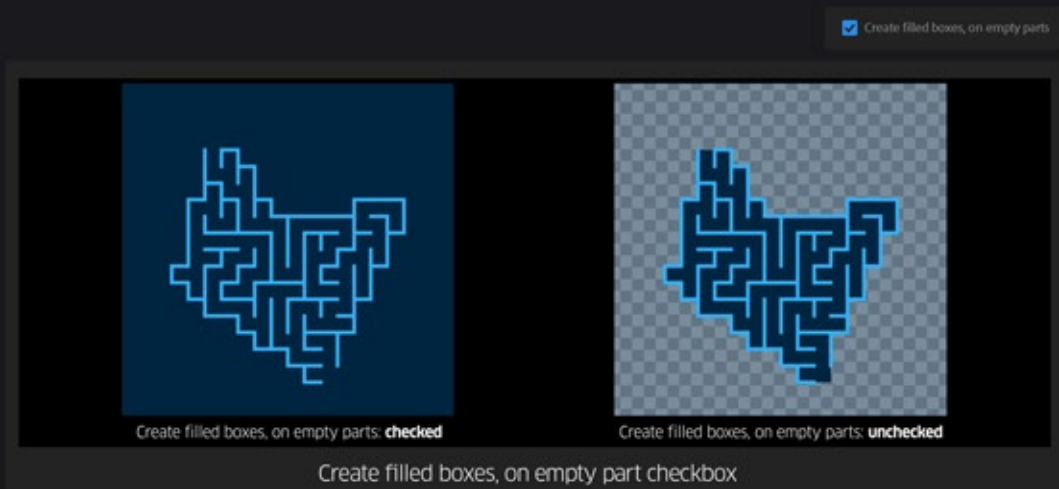 Create filled boxes, on empty parts
Create filled boxes, on empty parts: checked
Create filled boxes, on empty parts: unchecked
Create filled boxes, on empty part checkbox